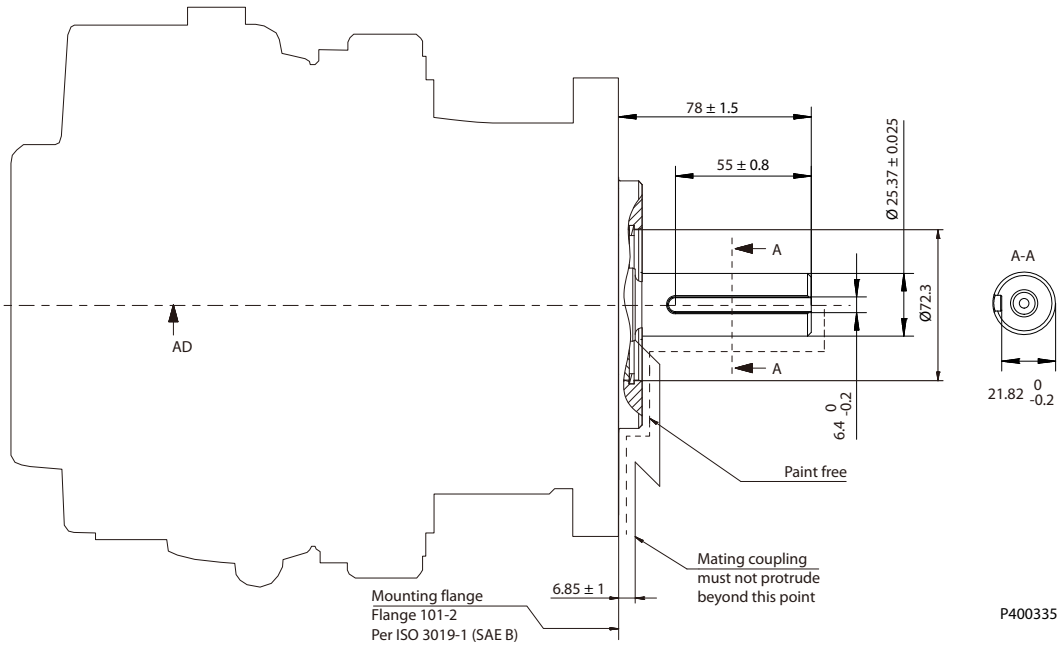 78 ± 1.5
55 ± 0.8
Ø 25.37 ± 0.025
A
A-A
Ø72.3
AD
A
21.82 0 -0.2
6.4 0 -0.2
Paint free
Mating coupling
must not protrude
beyond this point
6.85 ± 1
Mounting flange
Flange 101-2
Per ISO 3019-1 (SAE B)
P400335